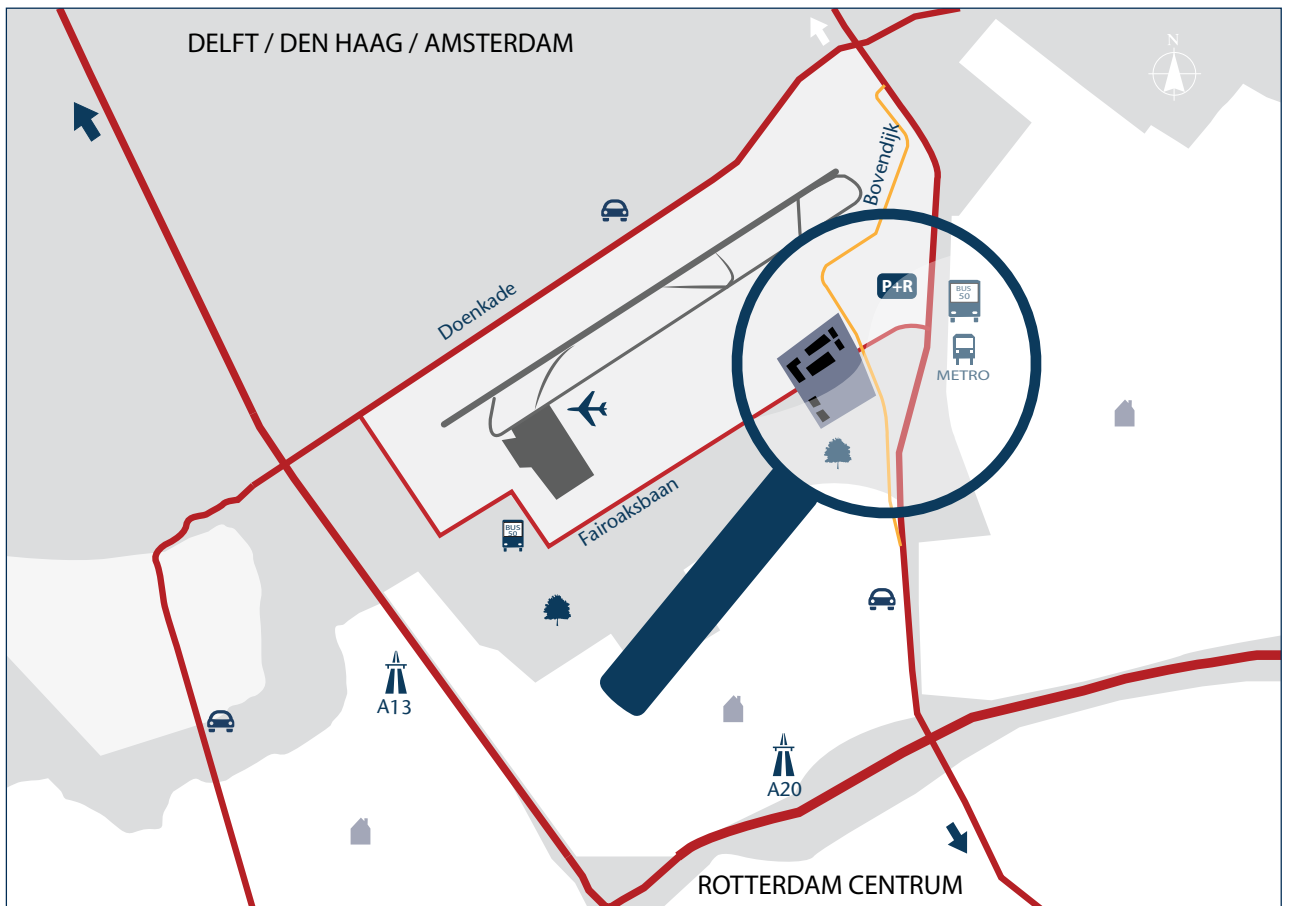 DELFT / DEN HAAG / AMSTERDAM
N
Bovendijk
P+R
BUS
50
METRO
Doenkade
Fairoaksbaan
BUS
50
A13
A20
ROTTERDAM CENTRUM